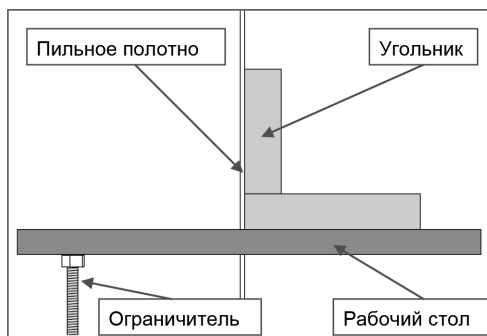 Пильное полотно
Угольник
Ограничитель
Рабочий стол